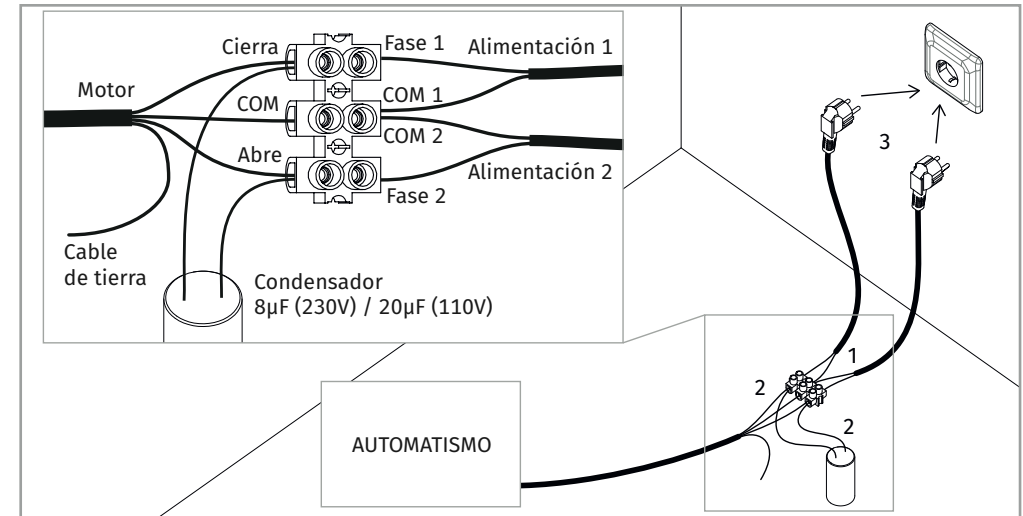 Cierra
Fase 1
Alimentación 1
Motor
COM
COM 1
COM 2
Abre
Alimentación 2
Fase 2
Cable
de tierra
Condensador
8µF (230V) / 20µF (110V)
3
1
2
2
AUTOMATISMO